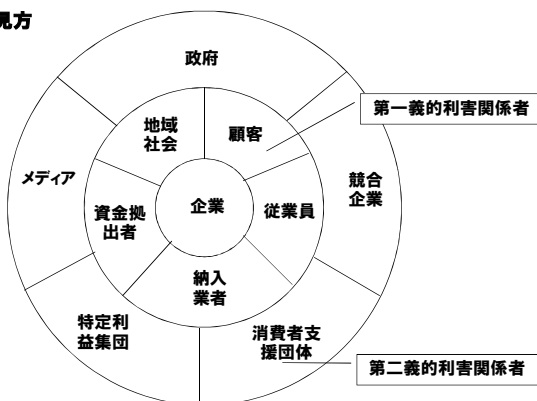 見方
政府
地域
社会
顧客
第一義的利害関係者
メディア
競合
企業
企業
資金拠
出者
従業員
納入
業者
特定利
益集団
消費者支
援団体
第二義的利害関係者